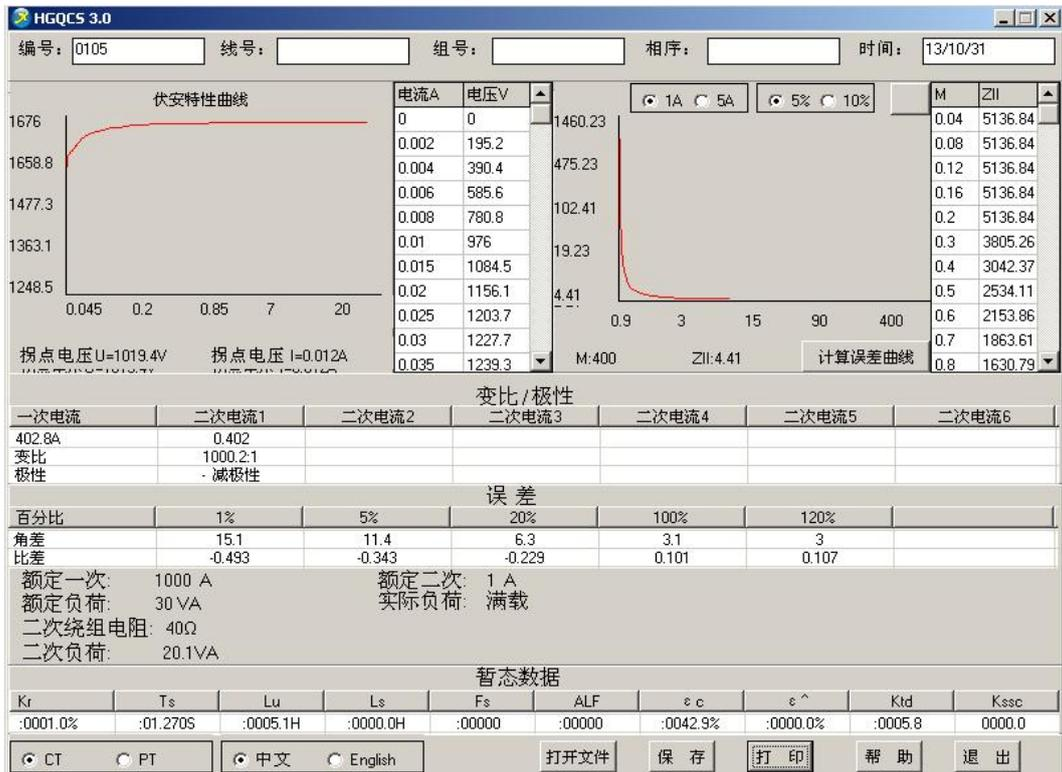 HGQCS 3.0
编号: 0105 线号: 组号: 相序: 时间: 13/10/31
伏安特性曲线
1676
1658.8
1477.3
1363.1
1248.5
0.045 0.2 0.85 7 20
拐点电压U=1019.4V 拐点电压 I=0.012A
电流A 电压V
0 0
0.002 195.2
0.004 390.4
0.006 585.6
0.008 780.8
0.01 976
0.015 1084.5
0.02 1156.1
0.025 1203.7
0.03 1227.7
0.035 1239.3
1A 5A 5% 10%
1460.23
475.23
102.41
19.23
4.41
0.9 3 15 90 400
M:400 ZII:4.41 计算误差曲线
M ZII
0.04 5136.84
0.08 5136.84
0.12 5136.84
0.16 5136.84
0.2 5136.84
0.3 3805.26
0.4 3042.37
0.5 2534.11
0.6 2153.86
0.7 1863.61
0.8 1630.79
变比/极性
一次电流 二次电流1 二次电流2 二次电流3 二次电流4 二次电流5 二次电流6
402.8A 0.402
变比 1000.2:1
极性 - 减极性
误 差
百分比 1% 5% 20% 100% 120%
角差 15.1 11.4 6.3 3.1 3
比差 -0.493 -0.343 -0.229 0.101 0.107
额定一次: 1000 A 额定二次: 1 A
额定负荷: 30 VA 实际负荷: 满载
二次绕组电阻: 40Ω
二次负荷: 20.1VA
暂态数据
Kr Ts Lu Ls Fs ALF ε c ε ^ Ktd Kssc
:0001.0% :01.270S :0005.1H :0000.0H :00000 :00000 :0042.9% :0000.0% :0005.8 0000.0
CT PT 中文 English 打开文件 保 存 打 印 帮 助 退 出